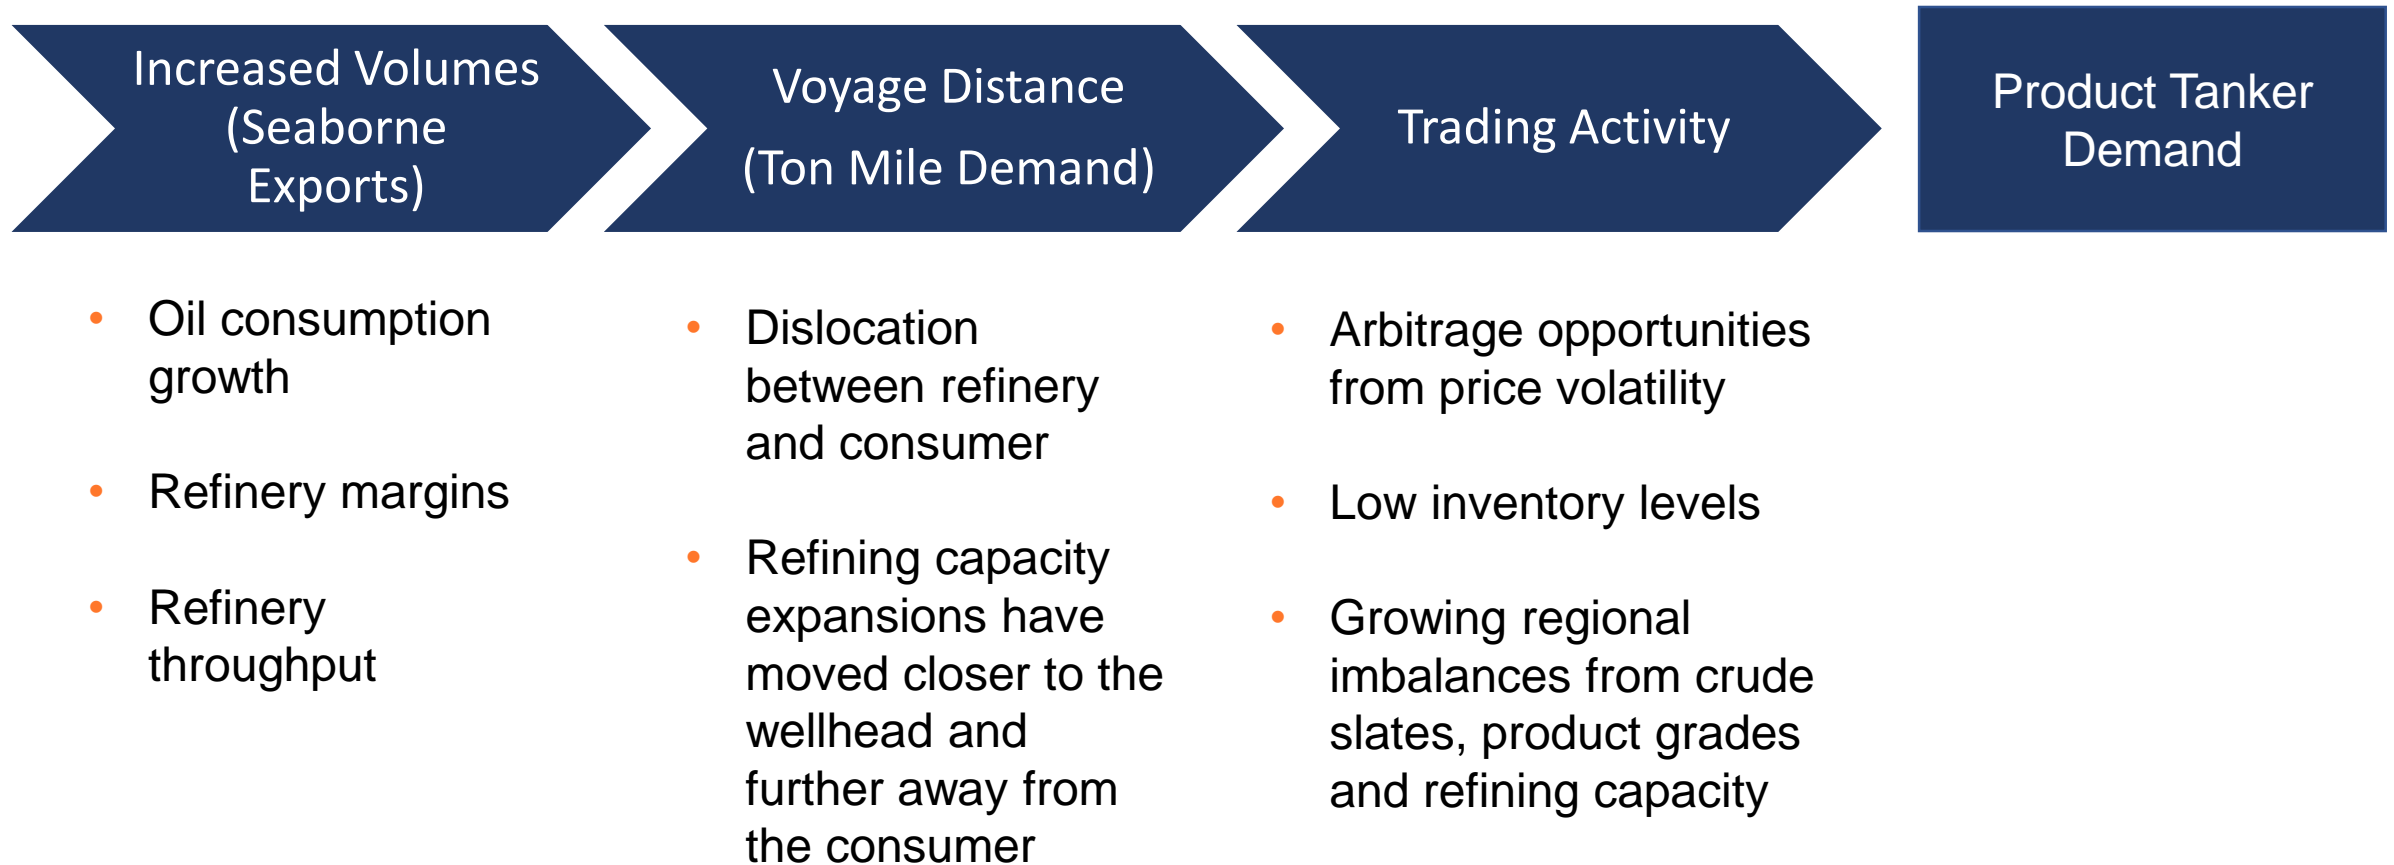 Increased Volumes
(Seaborne
Exports)
Voyage Distance
(Ton Mile Demand)
Trading Activity
Product Tanker
Demand
• Oil consumption
growth
• Refinery margins
• Refinery
throughput
• Dislocation
between refinery
and consumer
• Refining capacity
expansions have
moved closer to the
wellhead and
further away from
the consumer
• Arbitrage opportunities
from price volatility
• Low inventory levels
• Growing regional
imbalances from crude
slates, product grades
and refining capacity